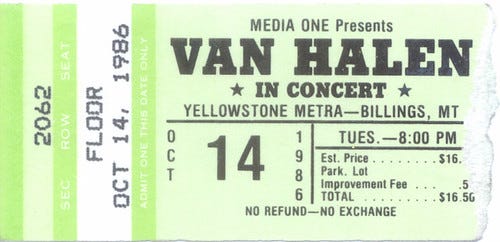 MEDIA ONE Presents
VAN HALEN
★ IN CONCERT ★
YELLOWSTONE METRA—BILLINGS, MT
OCT 14 1986
TUES.—8:00 PM
Est. Price . . . . . . . . . $16.
Park. Lot
Improvement Fee . . . .5
TOTAL . . . . . . . . . . $16.50
NO REFUND—NO EXCHANGE
SEC ROW SEAT
2062
FLOOR
OCT 14, 1986
ADMIT ONE THIS DATE ONLY